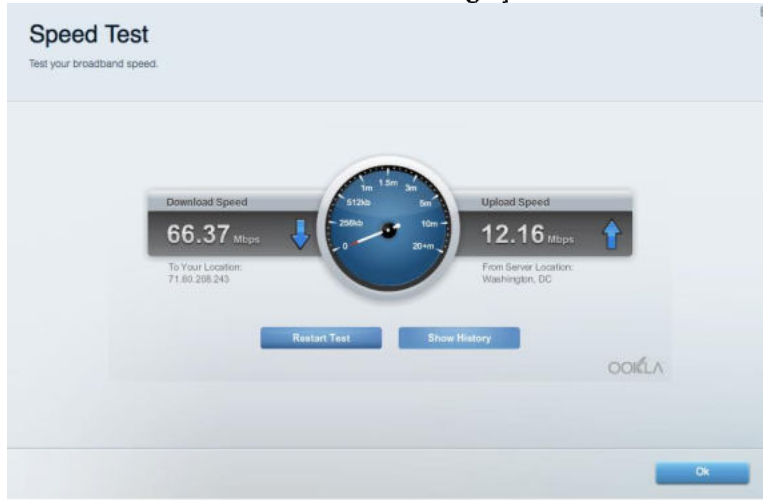 Speed Test
Test your broadband speed.
Download Speed
66.37 Mbps
To Your Location:
71.60.208.243
0
256kb
512kb
1m
1.5m
3m
5m
10m
20+m
Upload Speed
12.16 Mbps
From Server Location:
Washington, DC
Restart Test
Show History
OOKLA
Ok